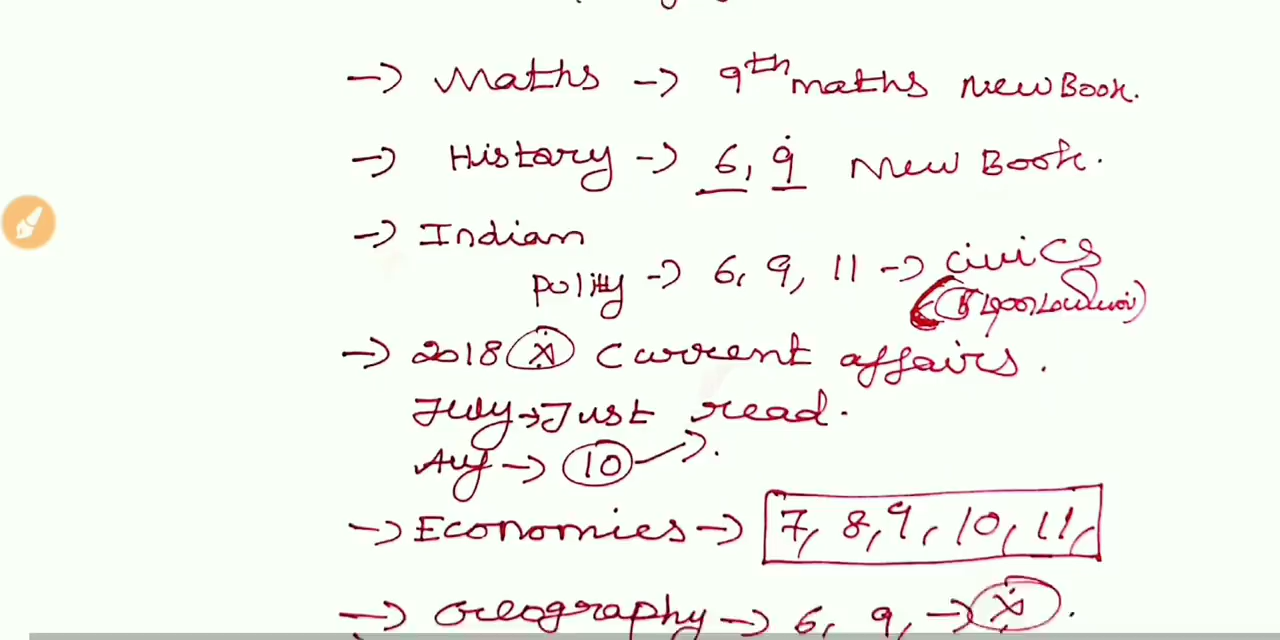 → Maths → 9th maths New Book.
→ History → 6, 9 New Book.
→ Indian
Polity → 6, 9, 11 → civics
→ 2018 Current affairs.
July → Just read.
Aug → 10 →.
→ Economies → 7, 8, 9, 10, 11,
→ Geography → 6, 9, →